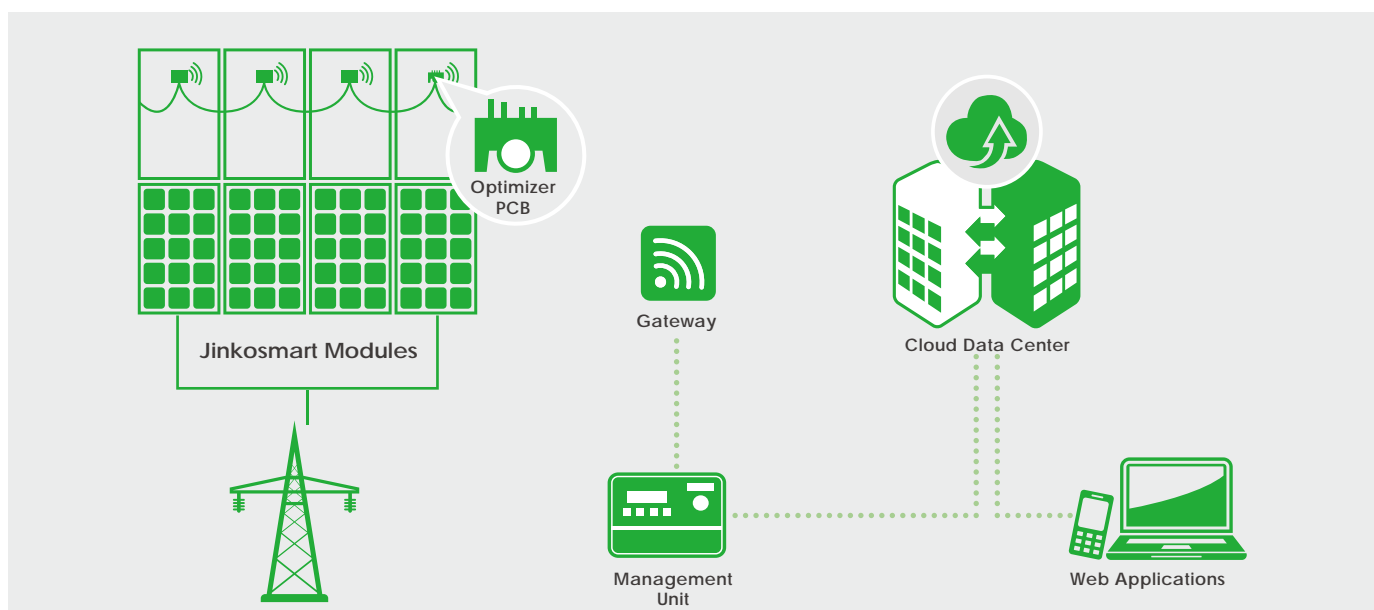 Optimizer
PCB
Jinkosmart Modules
Gateway
Cloud Data Center
Management
Unit
Web Applications